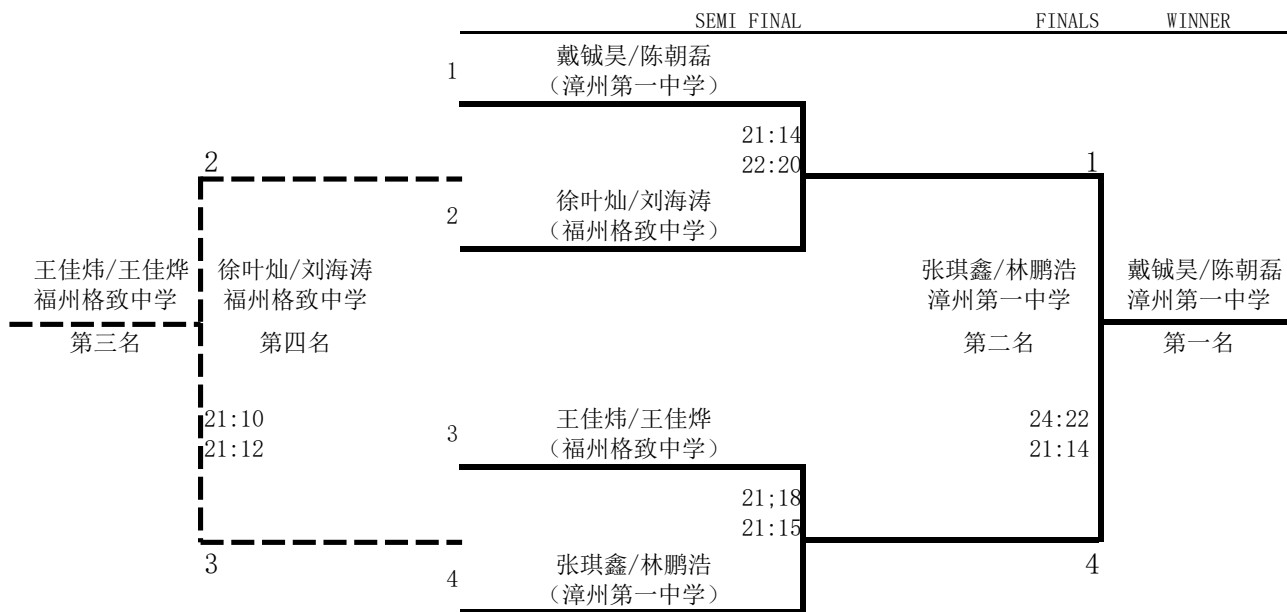 SEMI FINAL FINALS WINNER
1 戴铖昊/陈朝磊
（漳州第一中学）
21:14
2 22:20 1
2 徐叶灿/刘海涛
（福州格致中学）
王佳炜/王佳烨 徐叶灿/刘海涛 张琪鑫/林鹏浩 戴铖昊/陈朝磊
福州格致中学 福州格致中学 漳州第一中学 漳州第一中学
第三名 第四名 第二名 第一名
21:10 3 王佳炜/王佳烨 24:22
21:12 （福州格致中学） 21:14
21;18
21:15
3 张琪鑫/林鹏浩 4
4 （漳州第一中学）